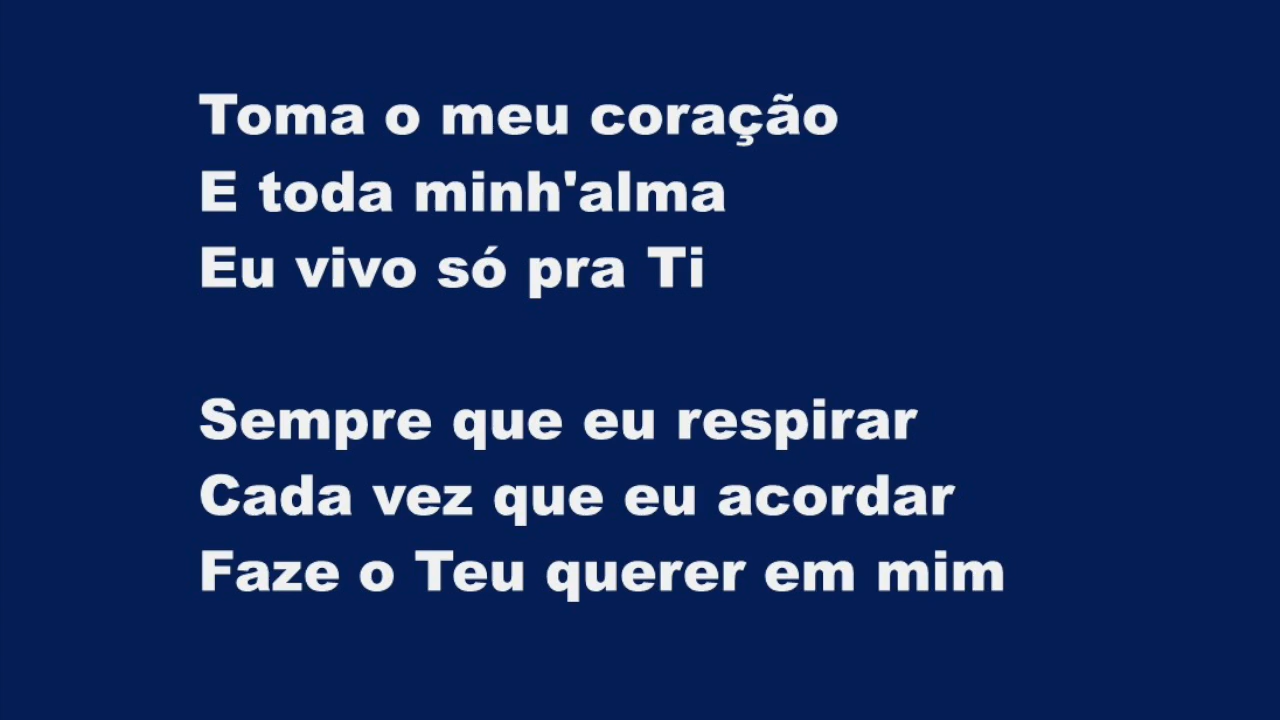 Toma o meu coração
E toda minh'alma
Eu vivo só pra Ti
Sempre que eu respirar
Cada vez que eu acordar
Faze o Teu querer em mim